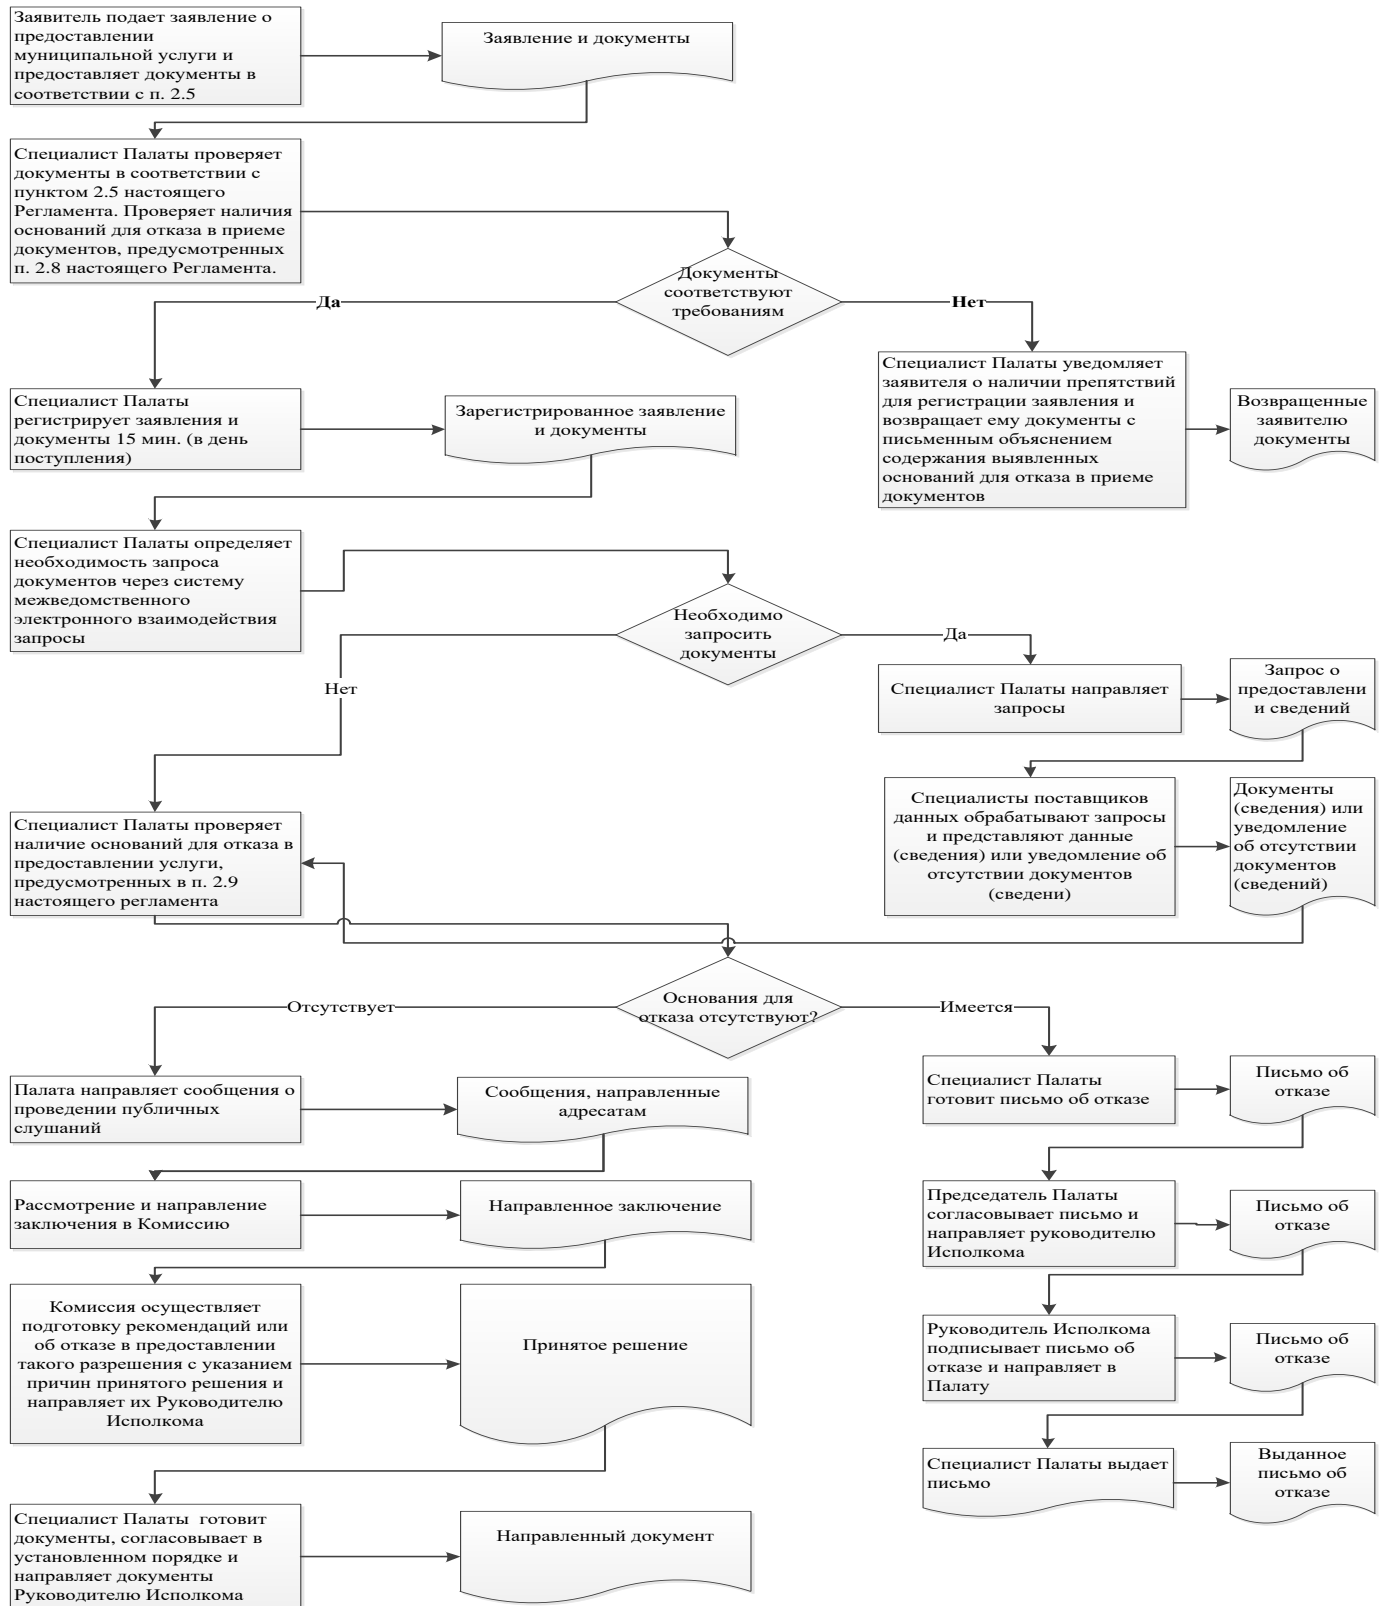 Заявитель подает заявление о
предоставлении
муниципальной услуги и
предоставляет документы в
соответствии с п. 2.5
Заявление и документы
Специалист Палаты проверяет
документы в соответствии с
пунктом 2.5 настоящего
Регламента. Проверяет наличия
оснований для отказа в приеме
документов, предусмотренных
п. 2.8 настоящего Регламента.
Документы
соответствуют
требованиям
Да
Нет
Специалист Палаты уведомляет
заявителя о наличии препятствий
для регистрации заявления и
возвращает ему документы с
письменным объяснением
содержания выявленных
оснований для отказа в приеме
документов
Возвращенные
заявителю
документы
Специалист Палаты
регистрирует заявления и
документы 15 мин. (в день
поступления)
Зарегистрированное заявление
и документы
Специалист Палаты определяет
необходимость запроса
документов через систему
межведомственного
электронного взаимодействия
запросы
Необходимо
запросить
документы
Да
Нет
Специалист Палаты направляет
запросы
Запрос о
предоставлени
и сведений
Специалисты поставщиков
данных обрабатывают запросы
и представляют данные
(сведения) или уведомление об
отсутствии документов
(сведени)
Документы
(сведения) или
уведомление
об отсутствии
документов
(сведений)
Специалист Палаты проверяет
наличие оснований для отказа в
предоставлении услуги,
предусмотренных в п. 2.9
настоящего регламента
Основания для
отказа отсутствуют?
Отсутствует
Имеется
Палата направляет сообщения о
проведении публичных
слушаний
Сообщения, направленные
адресатам
Специалист Палаты
готовит письмо об отказе
Письмо об
отказе
Рассмотрение и направление
заключения в Комиссию
Направленное заключение
Председатель Палаты
согласовывает письмо и
направляет руководителю
Исполкома
Письмо об
отказе
Комиссия осуществляет
подготовку рекомендаций или
об отказе в предоставлении
такого разрешения с указанием
причин принятого решения и
направляет их Руководителю
Исполкома
Принятое решение
Руководитель Исполкома
подписывает письмо об
отказе и направляет в
Палату
Письмо об
отказе
Специалист Палаты выдает
письмо
Выданное
письмо об
отказе
Специалист Палаты  готовит
документы, согласовывает в
установленном порядке и
направляет документы
Руководителю Исполкома
Направленный документ